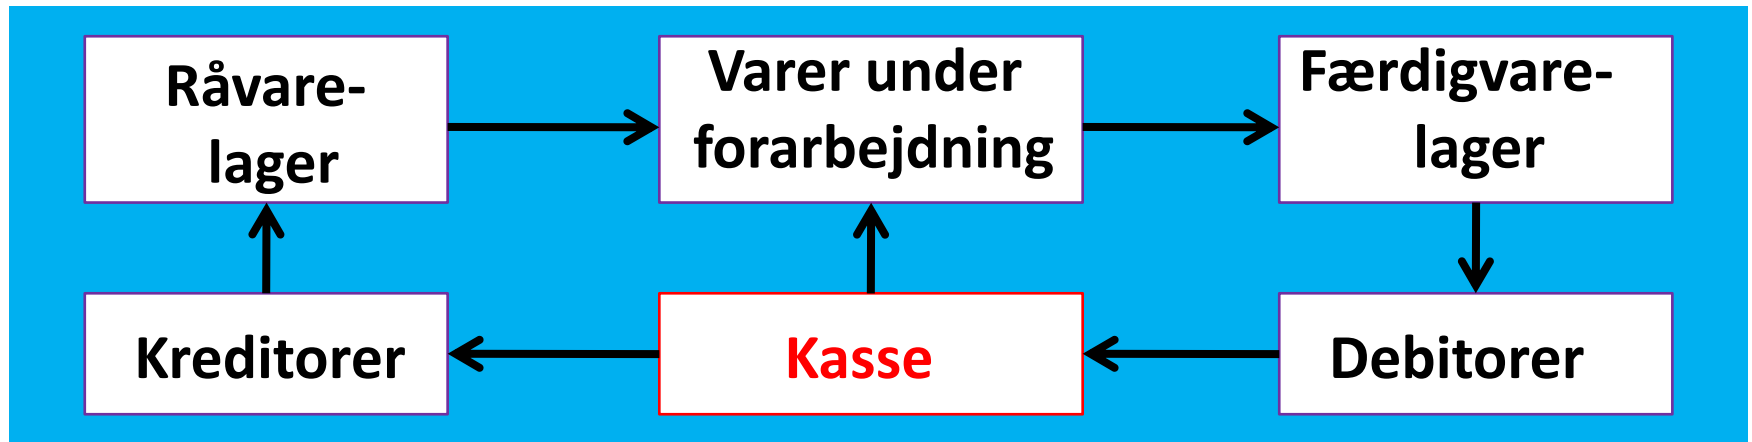 Råvare-
lager
Varer under
forarbejdning
Færdigvare-
lager
Kreditorer
Kasse
Debitorer